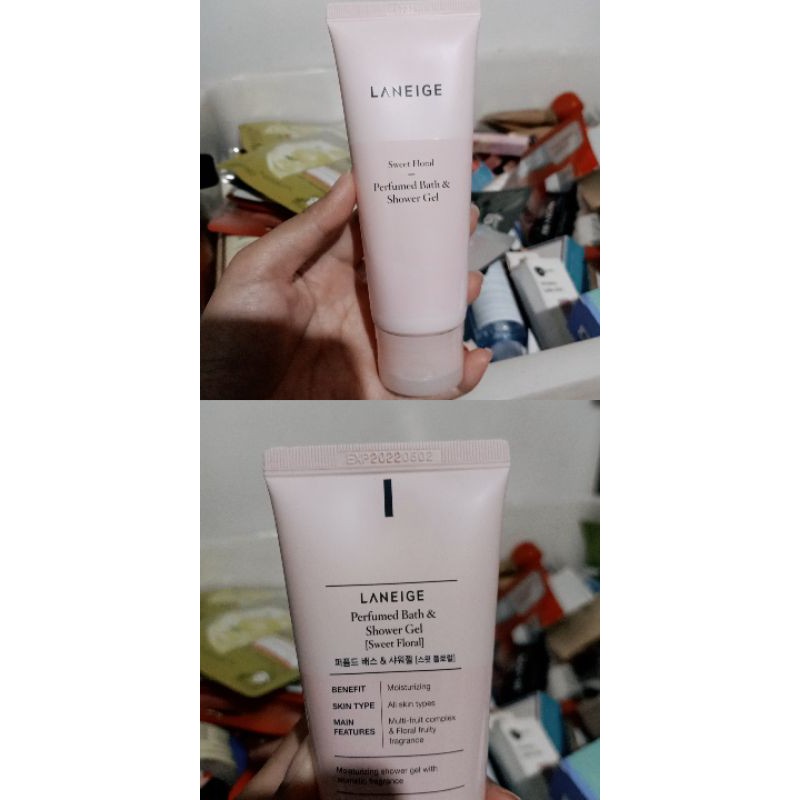 LANEIGE
Sweet Floral
Perfumed Bath &
Shower Gel
EXP20220602
LANEIGE
Perfumed Bath &
Shower Gel
[Sweet Floral]
퍼퓸드 배스 & 샤워젤 [스윗 플로럴]
BENEFIT Moisturizing
SKIN TYPE All skin types
MAIN FEATURES Multi-fruit complex
& Floral fruity
fragrance
Moisturizing shower gel with
aromatic fragrance